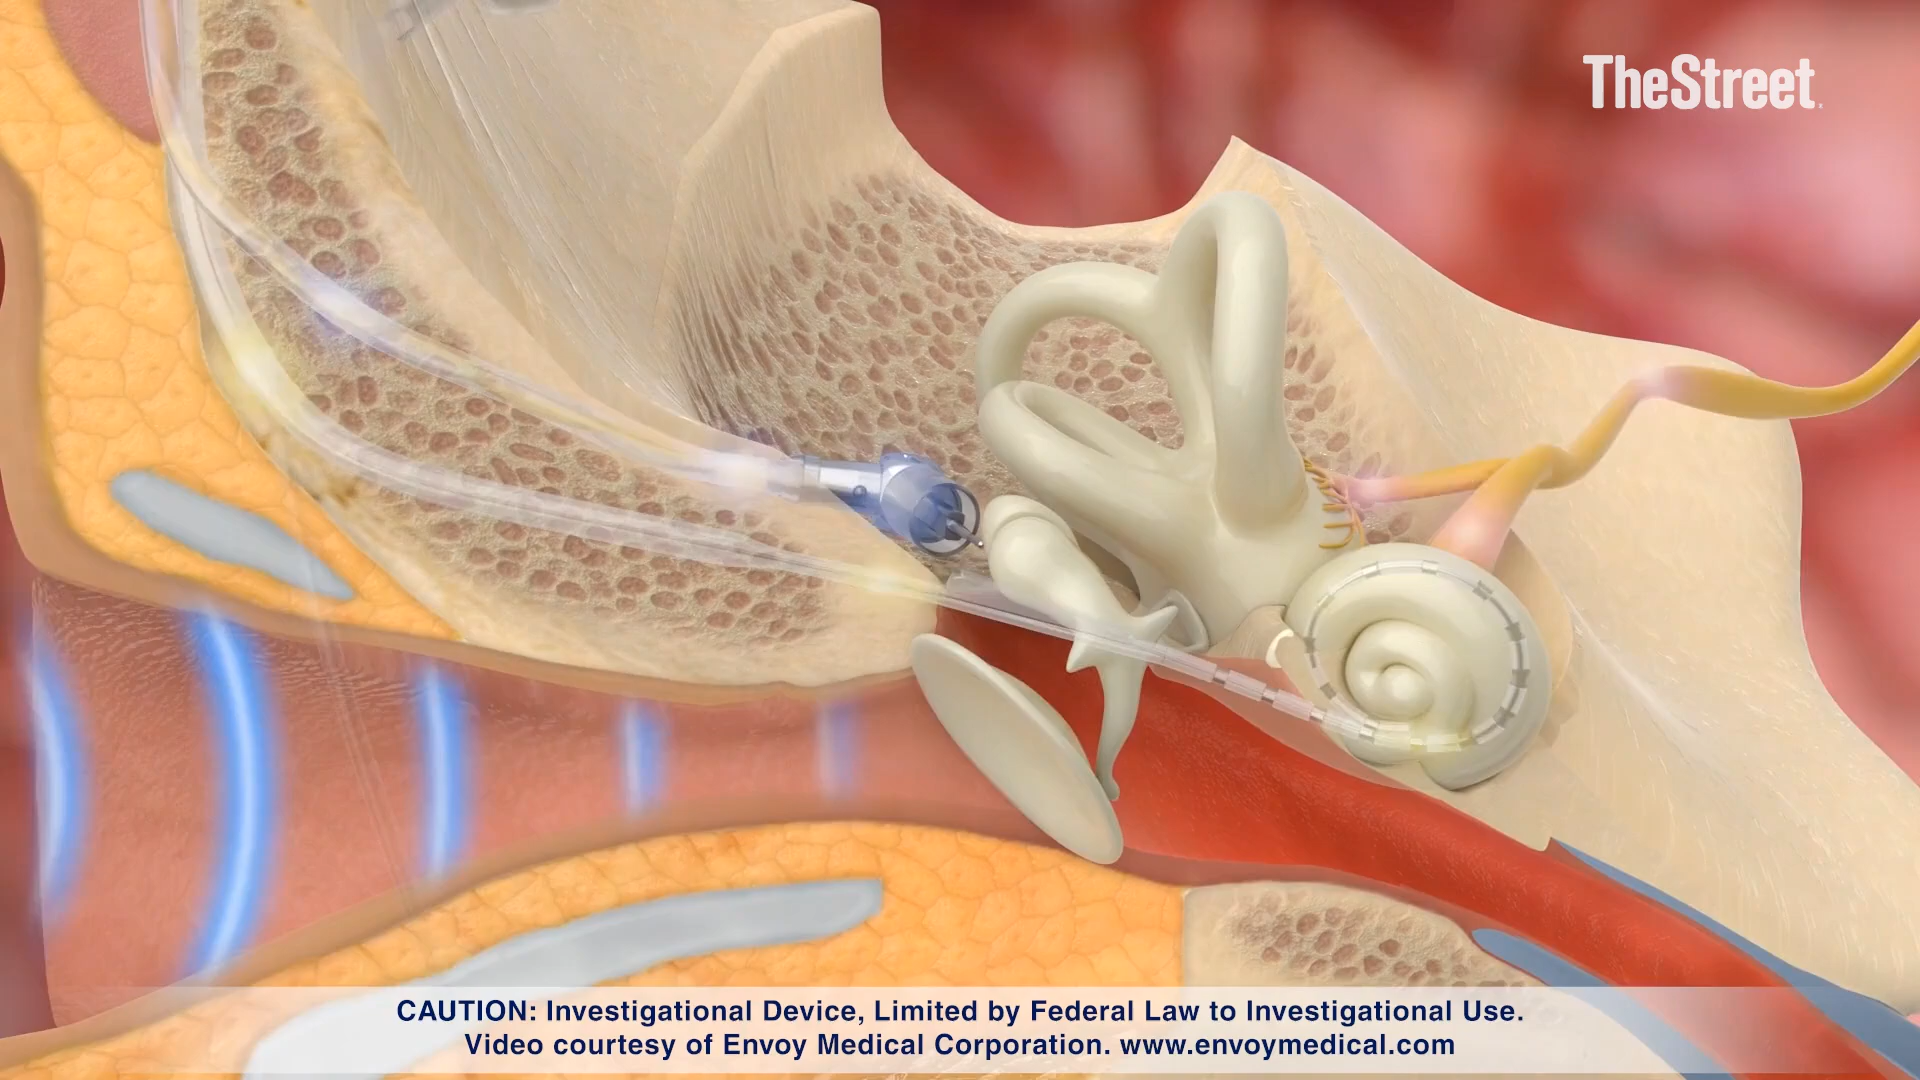 TheStreet
CAUTION: Investigational Device, Limited by Federal Law to Investigational Use.
Video courtesy of Envoy Medical Corporation. www.envoymedical.com